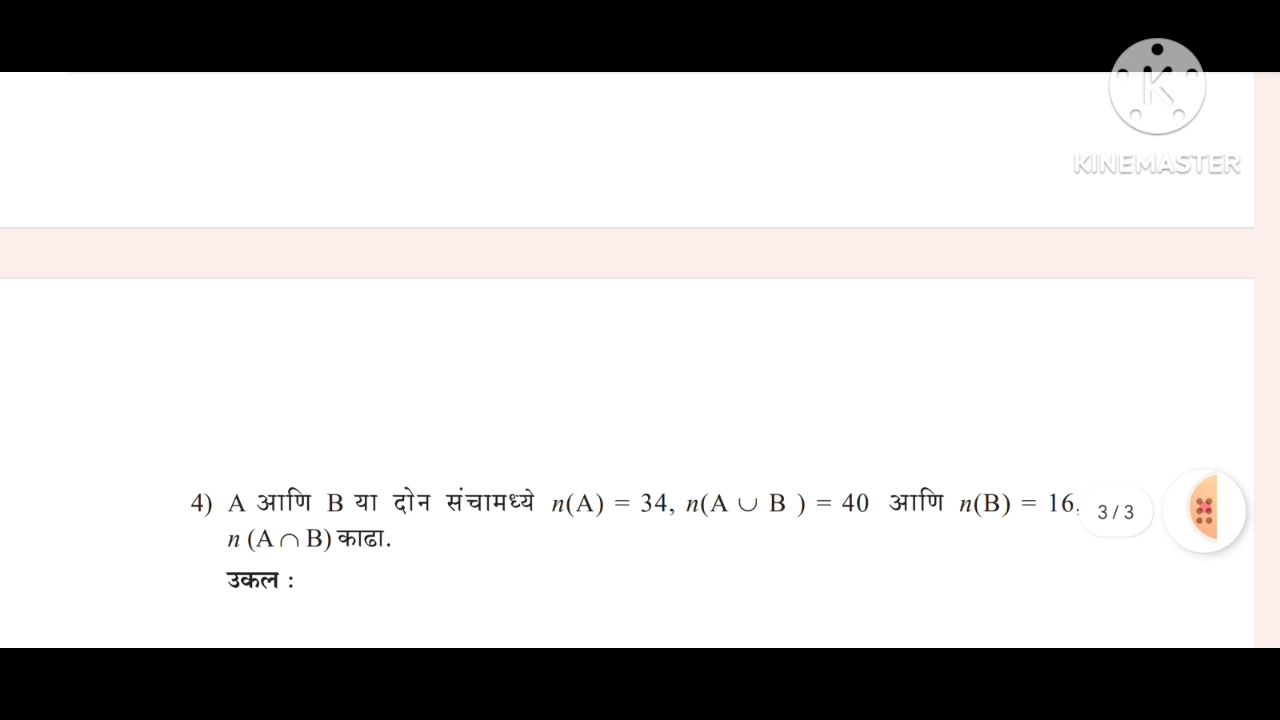 K
KINEMASTER
4) A आणि B या दोन संचामध्ये n(A) = 34, n(A ∪ B ) = 40 आणि n(B) = 16,
3 / 3
n (A ∩ B) काढा.
उकल :